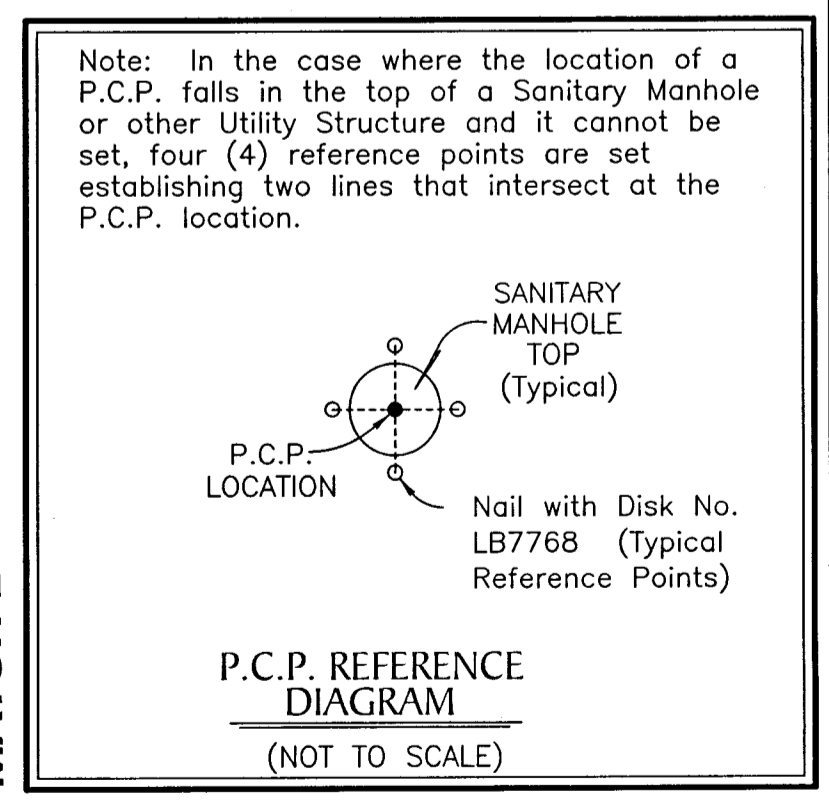 Note: In the case where the location of a
P.C.P. falls in the top of a Sanitary Manhole
or other Utility Structure and it cannot be
set, four (4) reference points are set
establishing two lines that intersect at the
P.C.P. location.
SANITARY
MANHOLE
TOP
(Typical)
P.C.P.
LOCATION
Nail with Disk No.
LB7768 (Typical
Reference Points)
P.C.P. REFERENCE
DIAGRAM
(NOT TO SCALE)